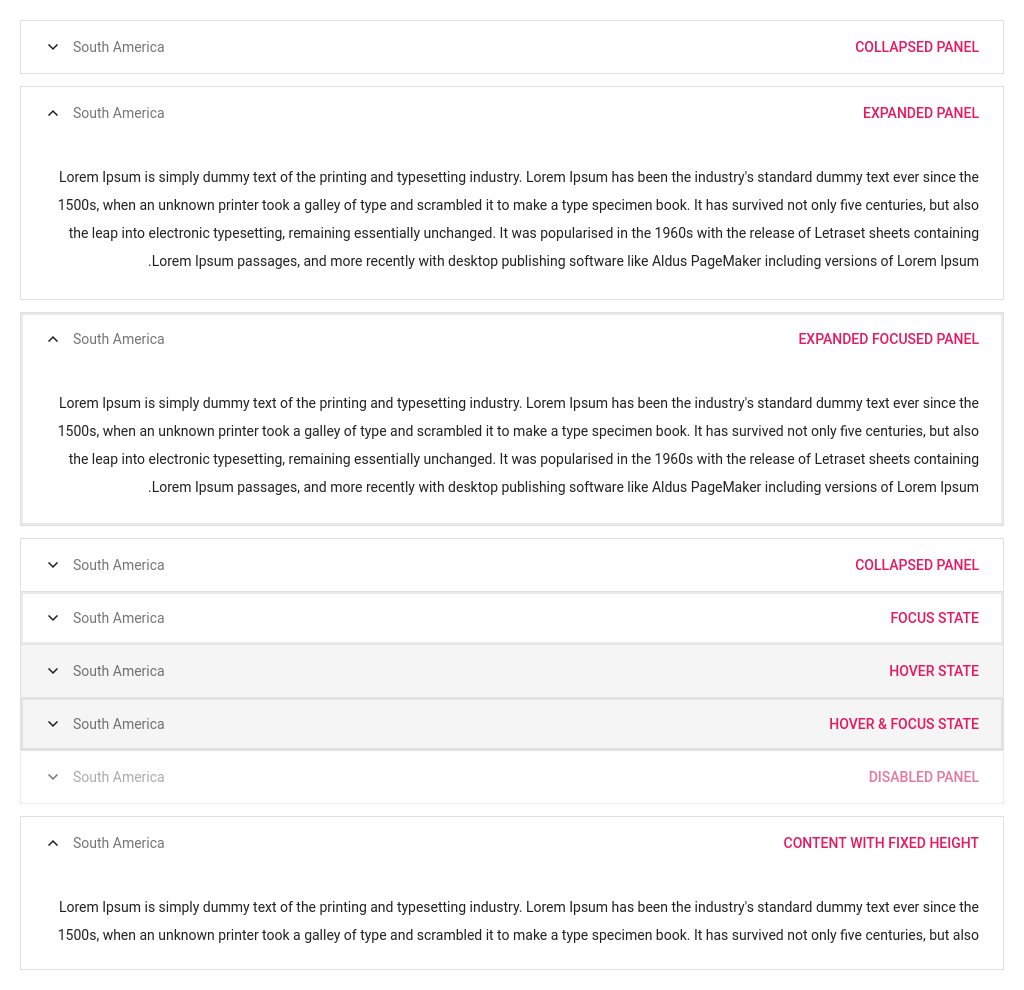 COLLAPSED PANEL South America
EXPANDED PANEL South America
Lorem Ipsum is simply dummy text of the printing and typesetting industry. Lorem Ipsum has been the industry's standard dummy text ever since the
1500s, when an unknown printer took a galley of type and scrambled it to make a type specimen book. It has survived not only five centuries, but also
the leap into electronic typesetting, remaining essentially unchanged. It was popularised in the 1960s with the release of Letraset sheets containing
.Lorem Ipsum passages, and more recently with desktop publishing software like Aldus PageMaker including versions of Lorem Ipsum
EXPANDED FOCUSED PANEL South America
Lorem Ipsum is simply dummy text of the printing and typesetting industry. Lorem Ipsum has been the industry's standard dummy text ever since the
1500s, when an unknown printer took a galley of type and scrambled it to make a type specimen book. It has survived not only five centuries, but also
the leap into electronic typesetting, remaining essentially unchanged. It was popularised in the 1960s with the release of Letraset sheets containing
.Lorem Ipsum passages, and more recently with desktop publishing software like Aldus PageMaker including versions of Lorem Ipsum
COLLAPSED PANEL South America
FOCUS STATE South America
HOVER STATE South America
HOVER & FOCUS STATE South America
DISABLED PANEL South America
CONTENT WITH FIXED HEIGHT South America
Lorem Ipsum is simply dummy text of the printing and typesetting industry. Lorem Ipsum has been the industry's standard dummy text ever since the
1500s, when an unknown printer took a galley of type and scrambled it to make a type specimen book. It has survived not only five centuries, but also